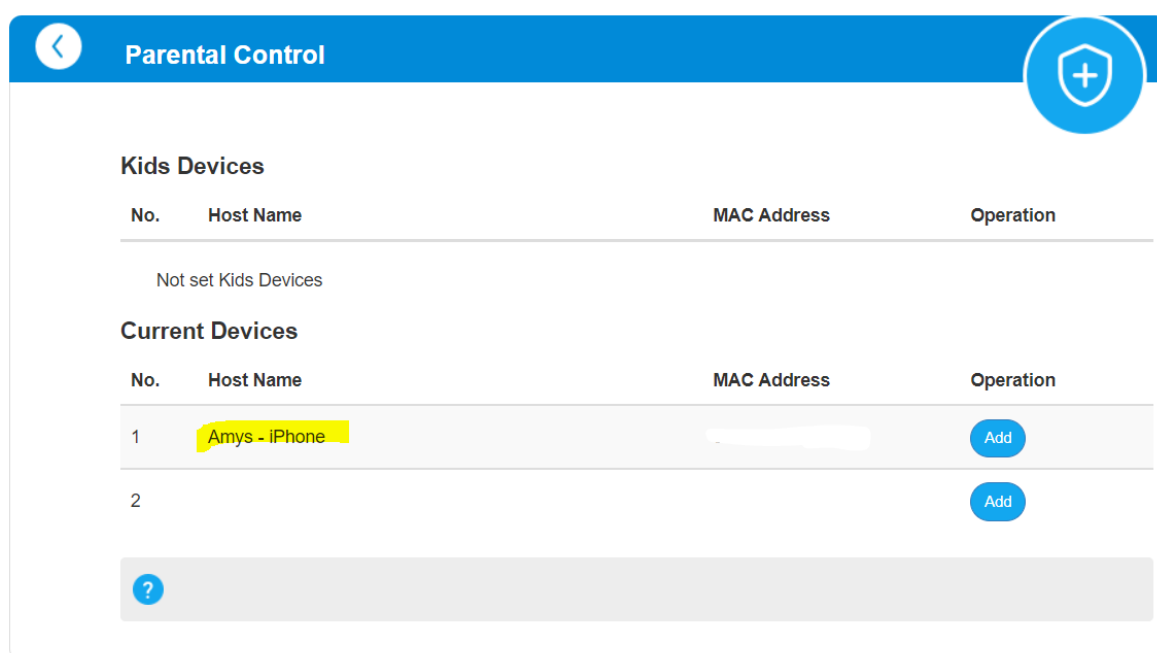 Parental Control
Kids Devices
No. Host Name MAC Address Operation
Not set Kids Devices
Current Devices
No. Host Name MAC Address Operation
1 Amys - iPhone Add
2 Add
?